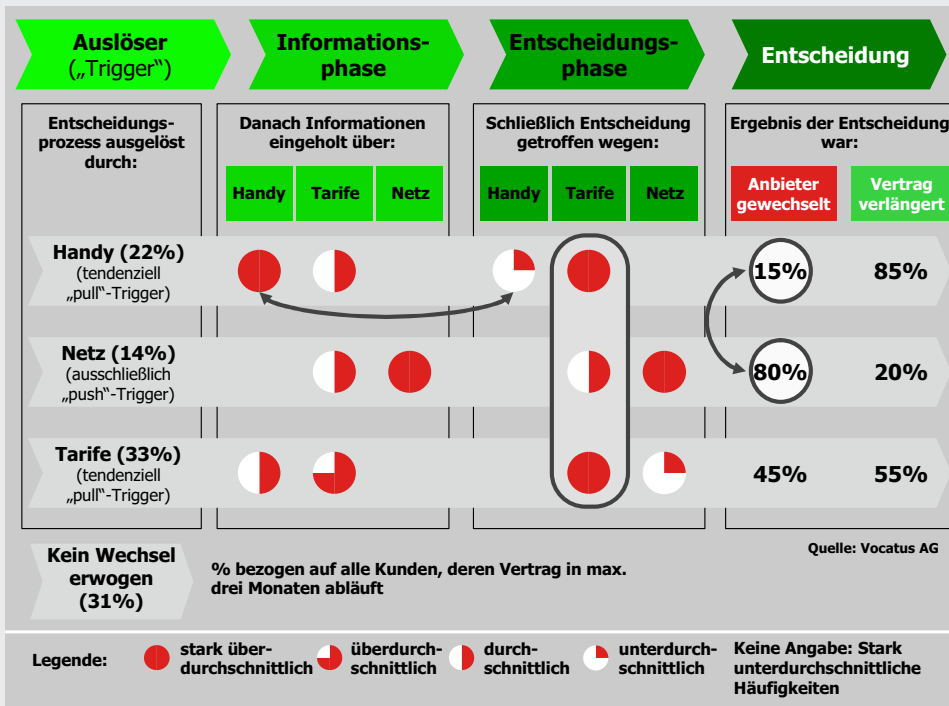 Auslöser
(„Trigger“)
Informations-
phase
Entscheidungs-
phase
Entscheidung
Entscheidungs-
prozess ausgelöst
durch:
Danach Informationen
eingeholt über:
Schließlich Entscheidung
getroffen wegen:
Ergebnis der Entscheidung
war:
Handy
Tarife
Netz
Handy
Tarife
Netz
Anbieter
gewechselt
Vertrag
verlängert
Handy (22%)
(tendenziell
„pull“-Trigger)
15%
85%
Netz (14%)
(ausschließlich
„push“-Trigger)
80%
20%
Tarife (33%)
(tendenziell
„pull“-Trigger)
45%
55%
Kein Wechsel
erwogen
(31%)
% bezogen auf alle Kunden, deren Vertrag in max.
drei Monaten abläuft
Quelle: Vocatus AG
Legende:
stark über-
durchschnittlich
überdurch-
schnittlich
durch-
schnittlich
unterdurch-
schnittlich
Keine Angabe: Stark
unterdurchschnittliche
Häufigkeiten